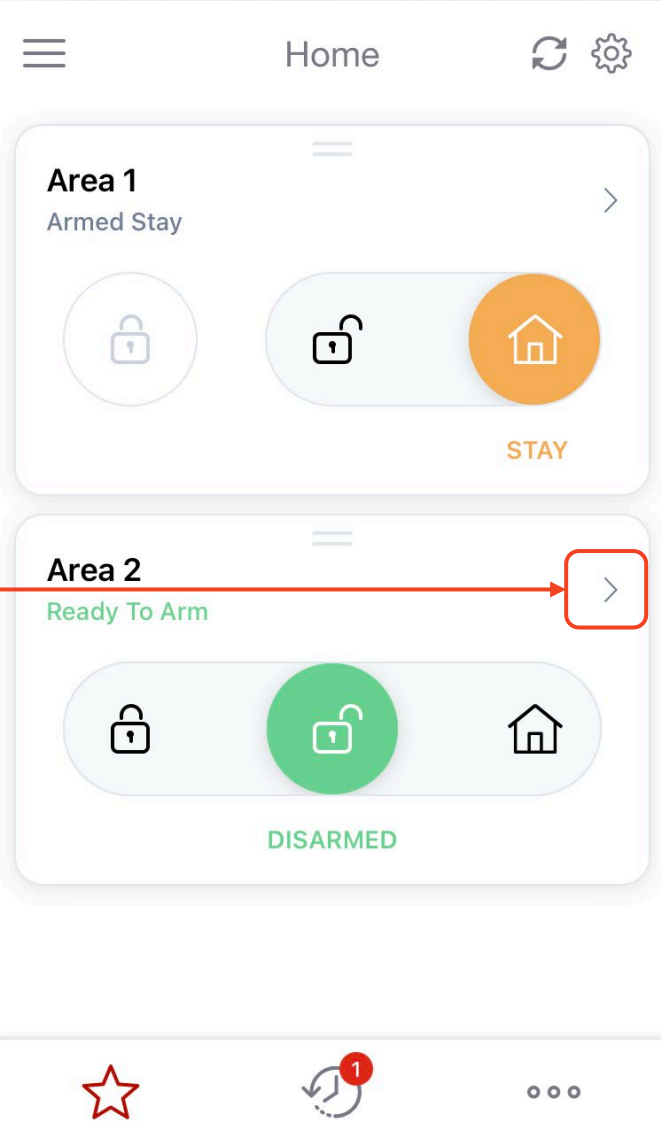 Home
Area 1
Armed Stay
STAY
Area 2
Ready To Arm
DISARMED
1